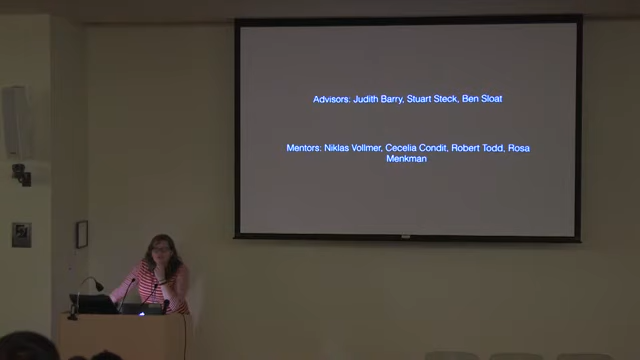 Advisors: Judith Barry, Stuart Steck, Ben Sloat
Mentors: Niklas Vollmer, Cecelia Condit, Robert Todd, Rosa
Menkman